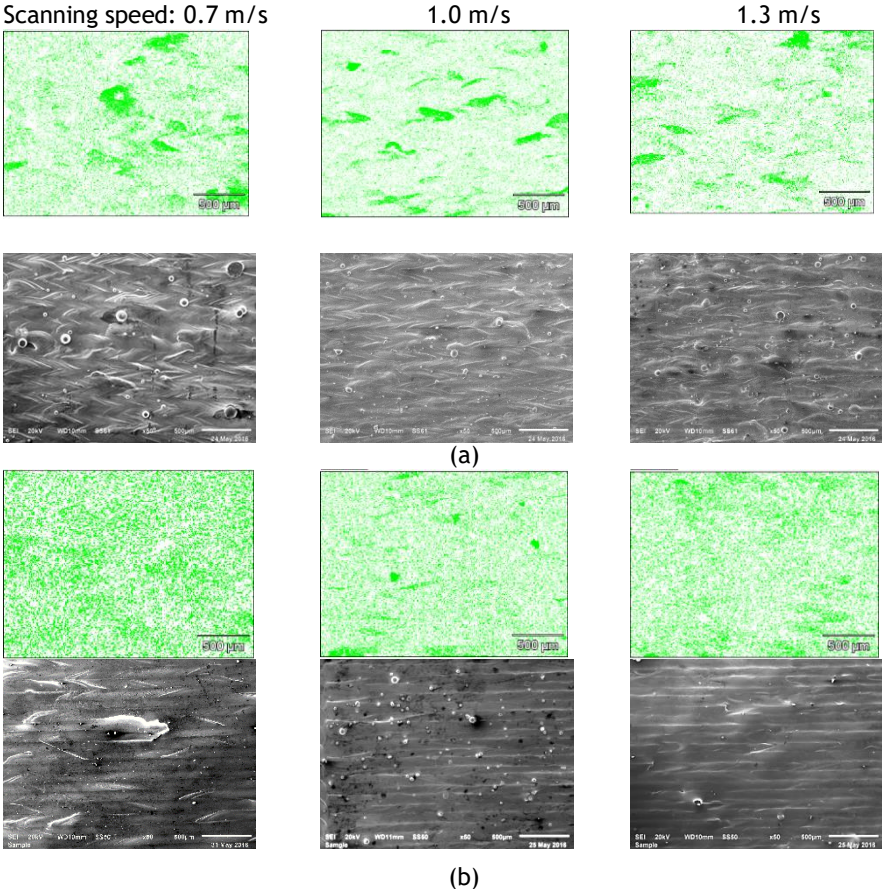 Scanning speed: 0.7 m/s 1.0 m/s 1.3 m/s
500 µm 500 µm 500 µm
SEI 20kV WD10mm SS61 x50 500µm
24 May 2016
SEI 20kV WD10mm SS61 x50 500µm
24 May 2016
SEI 20kV WD10mm SS61 x50 500µm
24 May 2016
(a)
500 µm 500 µm 500 µm
SEI 20kV WD10mm x50 500µm
Sample May 2016
SEI 20kV WD11mm SS50 x50 500µm
Sample 25 May 2016
SEI 20kV WD10mm SS50 x50 500µm
Sample 25 May 2016
(b)